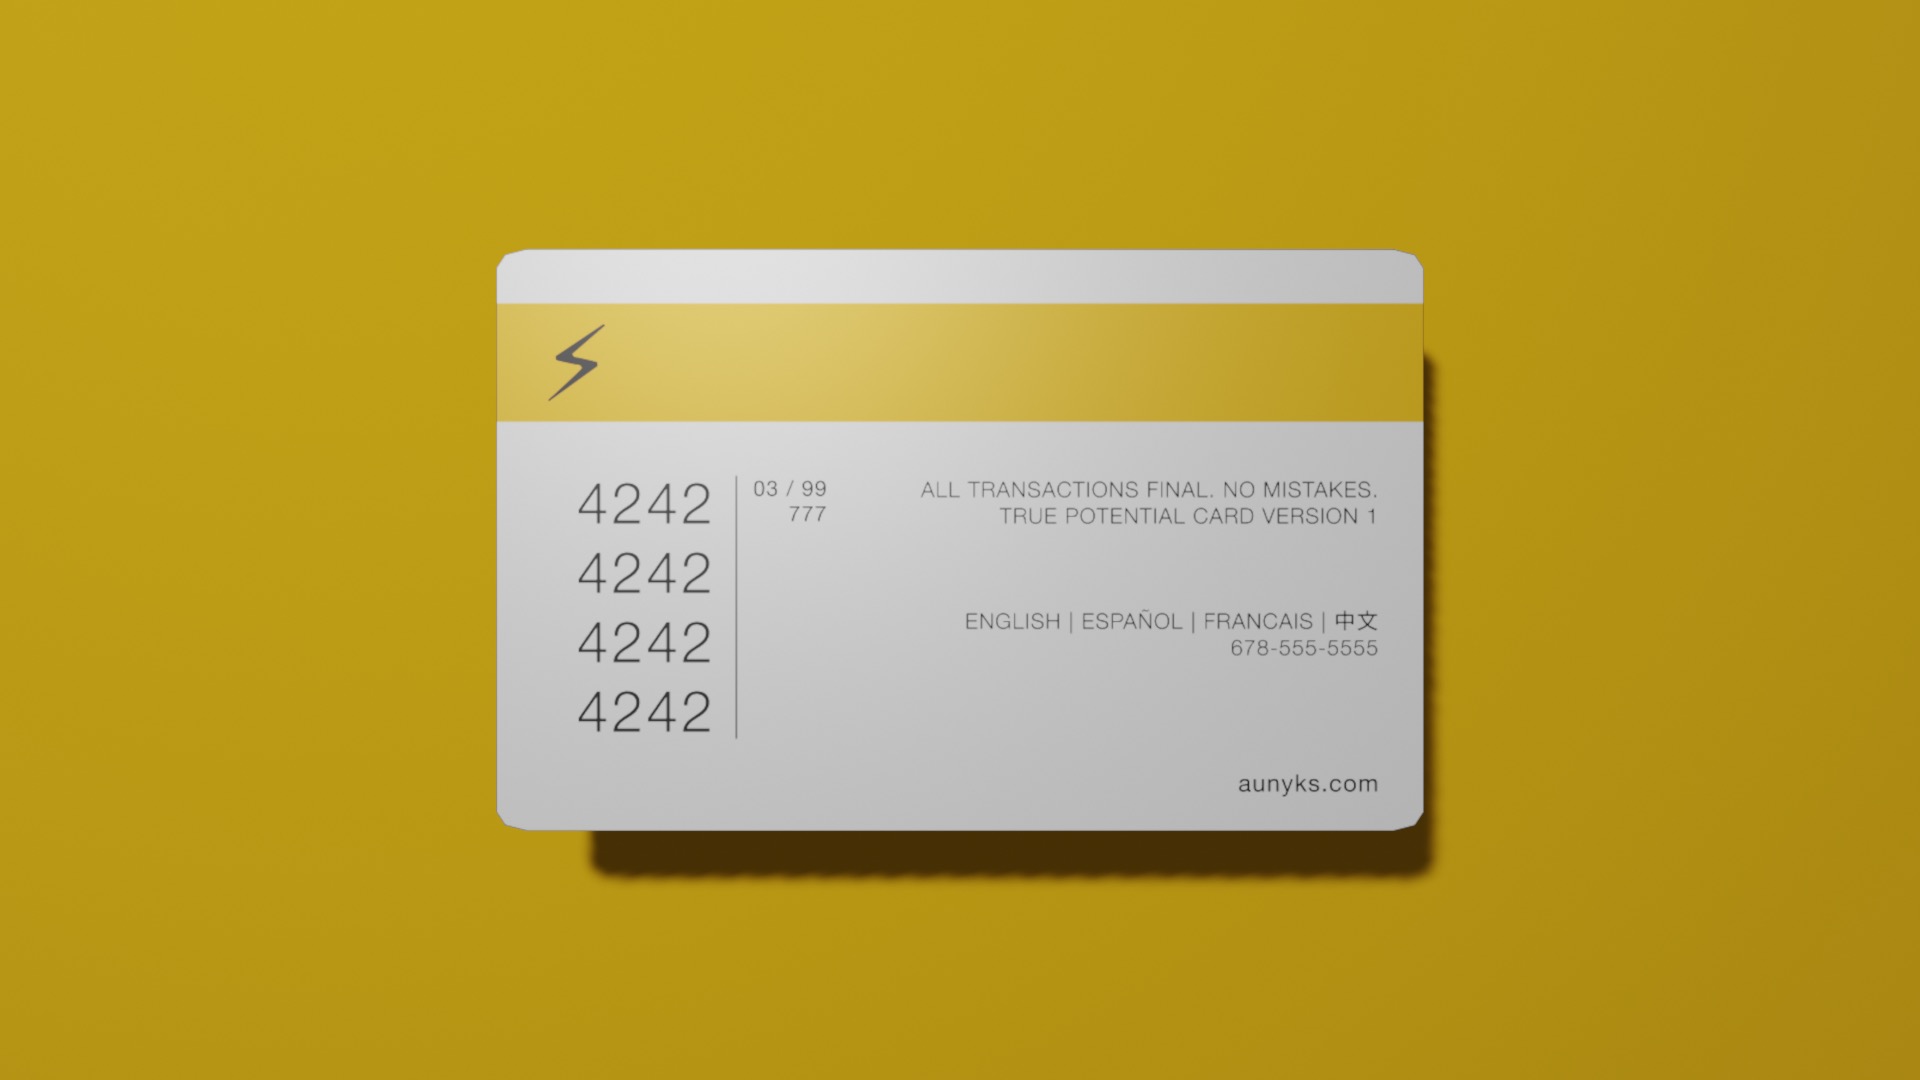 4242
4242
4242
4242
03 / 99
777
ALL TRANSACTIONS FINAL. NO MISTAKES.
TRUE POTENTIAL CARD VERSION 1
ENGLISH | ESPAÑOL | FRANCAIS | 中文
678-555-5555
aunyks.com